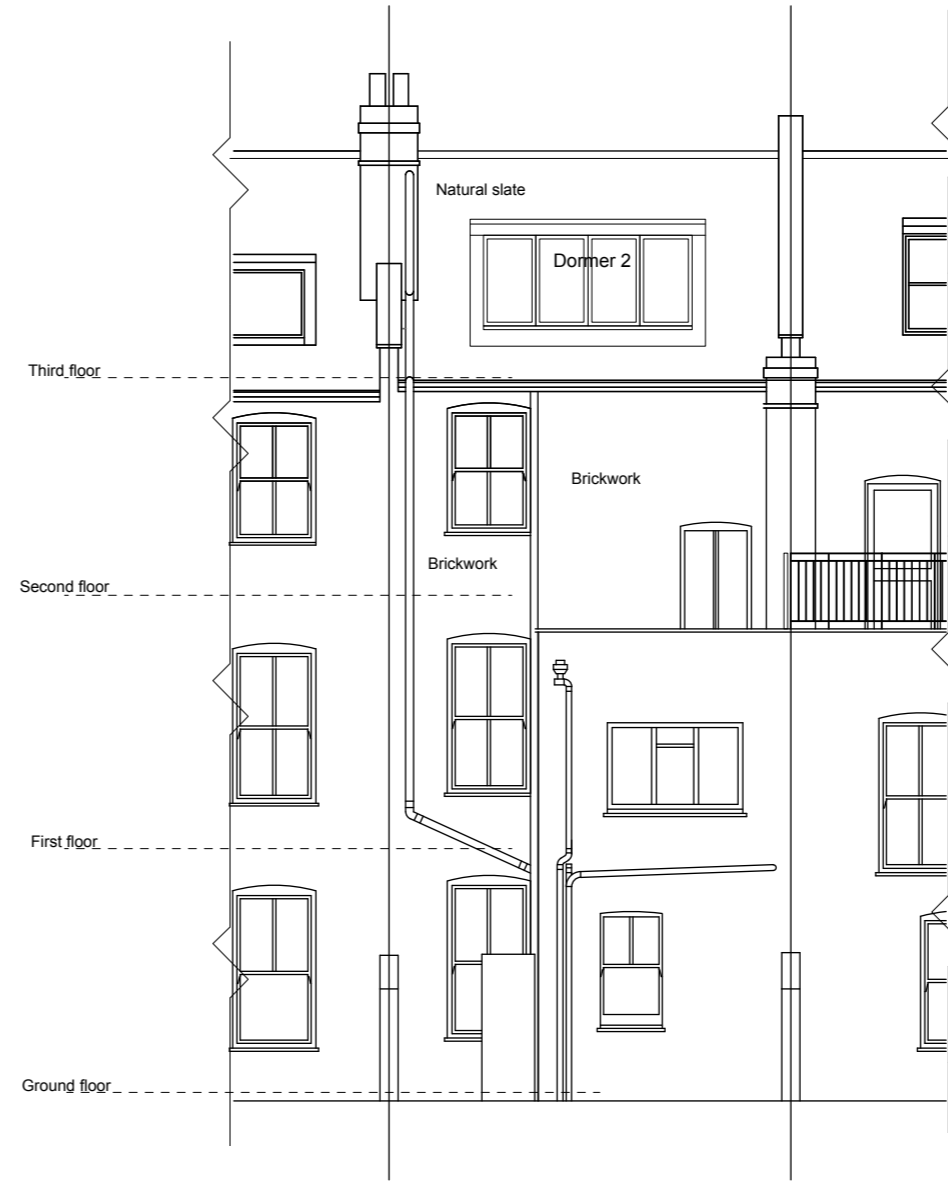 Natural slate
Dormer 2
Third floor
Brickwork
Brickwork
Second floor
First floor
Ground floor